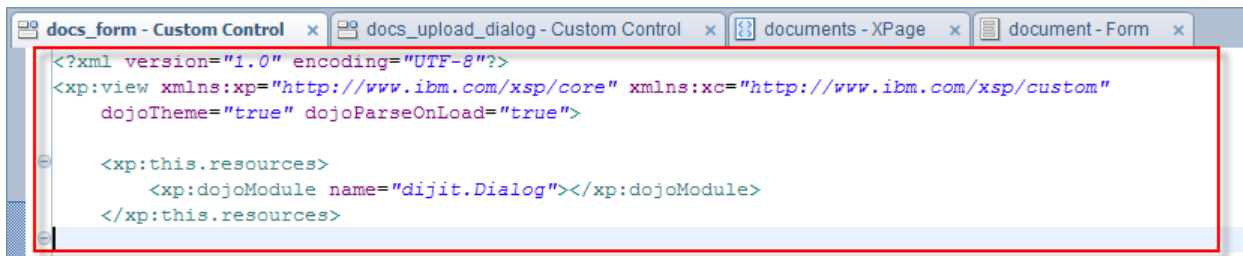 docs_form - Custom Control docs_upload_dialog - Custom Control documents - XPage document - Form
<?xml version="1.0" encoding="UTF-8"?>
<xp:view xmlns:xp="http://www.ibm.com/xsp/core" xmlns:xc="http://www.ibm.com/xsp/custom"
dojoTheme="true" dojoParseOnLoad="true">
<xp:this.resources>
<xp:dojoModule name="dijit.Dialog"></xp:dojoModule>
</xp:this.resources>